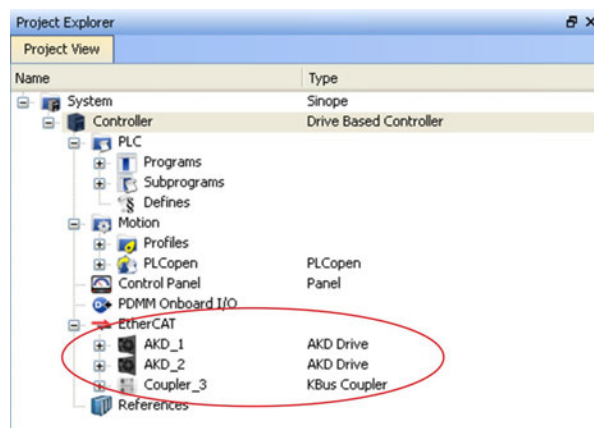 Project Explorer
Project View
Name Type
System Sinope
Controller Drive Based Controller
PLC
Programs
Subprograms
Defines
Motion
Profiles
PLCopen PLCopen
Control Panel Panel
PDMM Onboard I/O
EtherCAT
AKD_1 AKD Drive
AKD_2 AKD Drive
Coupler_3 KBus Coupler
References